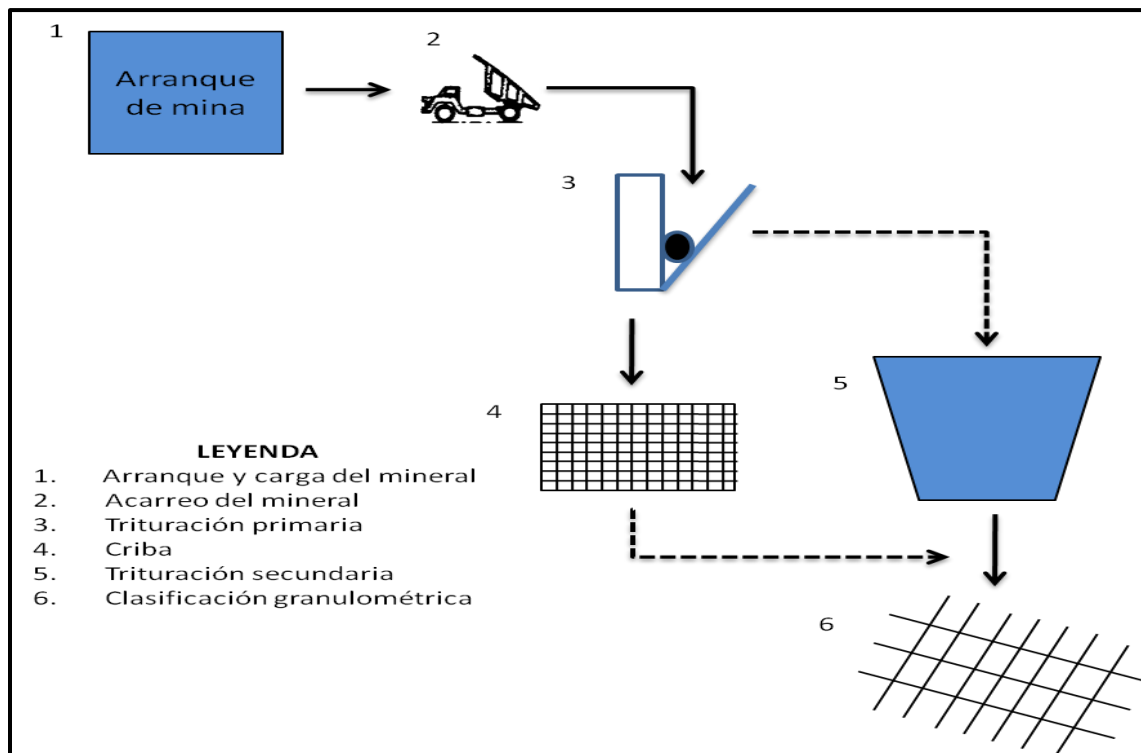 1
Arranque
de mina
2
3
4
5
6
LEYENDA
1. Arranque y carga del mineral
2. Acarreo del mineral
3. Trituración primaria
4. Criba
5. Trituración secundaria
6. Clasificación granulométrica